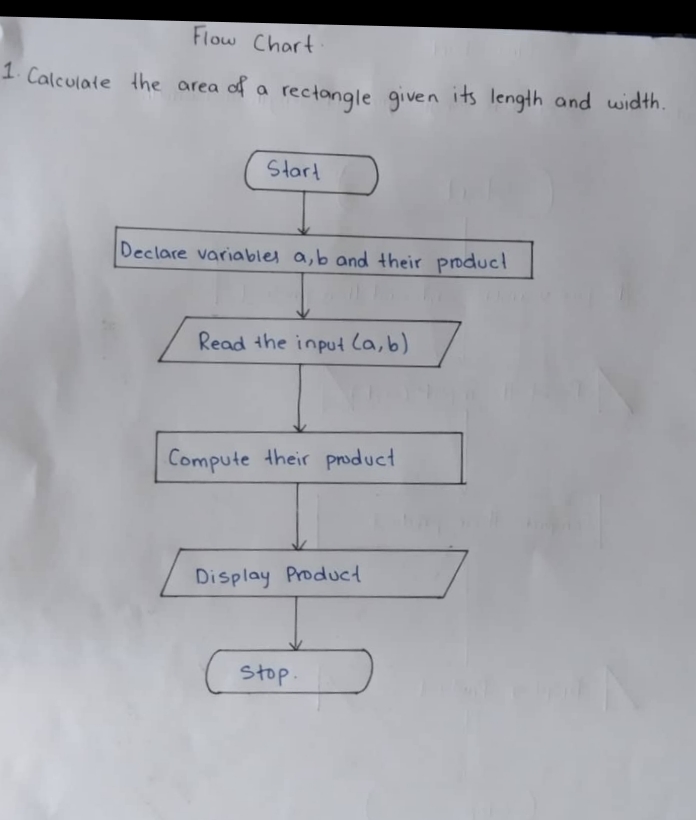 Flow Chart.
1. Calculate the area of a rectangle given its length and width.
Start
Declare variables a,b and their product
Read the input (a,b)
Compute their product
Display Product
Stop.